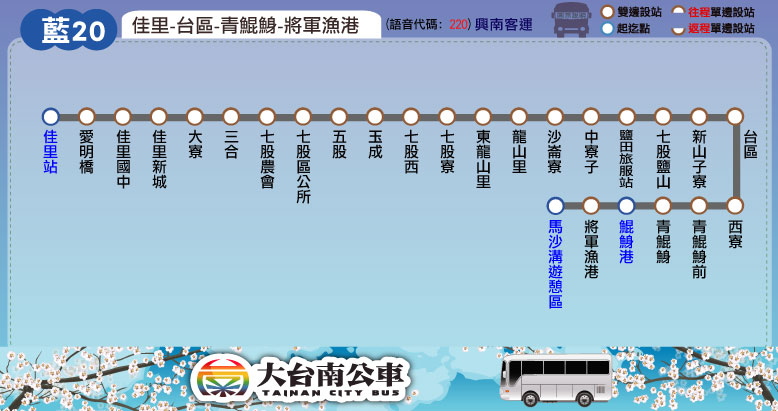 藍20
佳里-台區-青鯤鯓-將軍漁港
(語音代碼: 220) 興南客運
雙邊設站
往程單邊設站
起迄點
返程單邊設站
佳里站
愛明橋
佳里國中
佳里新城
大寮
三合
七股農會
七股區公所
五股
玉成
七股西
七股寮
東龍山里
龍山里
沙崙寮
中寮子
鹽田旅服站
七股鹽山
新山子寮
台區
馬沙溝遊憩區
將軍漁港
鯤鯓港
青鯤鯓
青鯤鯓前
西寮
大台南公車
TAINAN CITY BUS